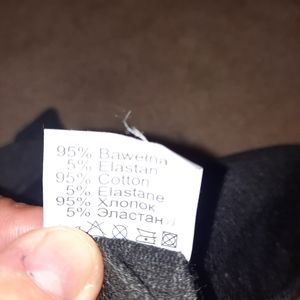 95% Bawełna
5% Elastan
95% Cotton
5% Elastane
95% Хлопок
5% Эластан